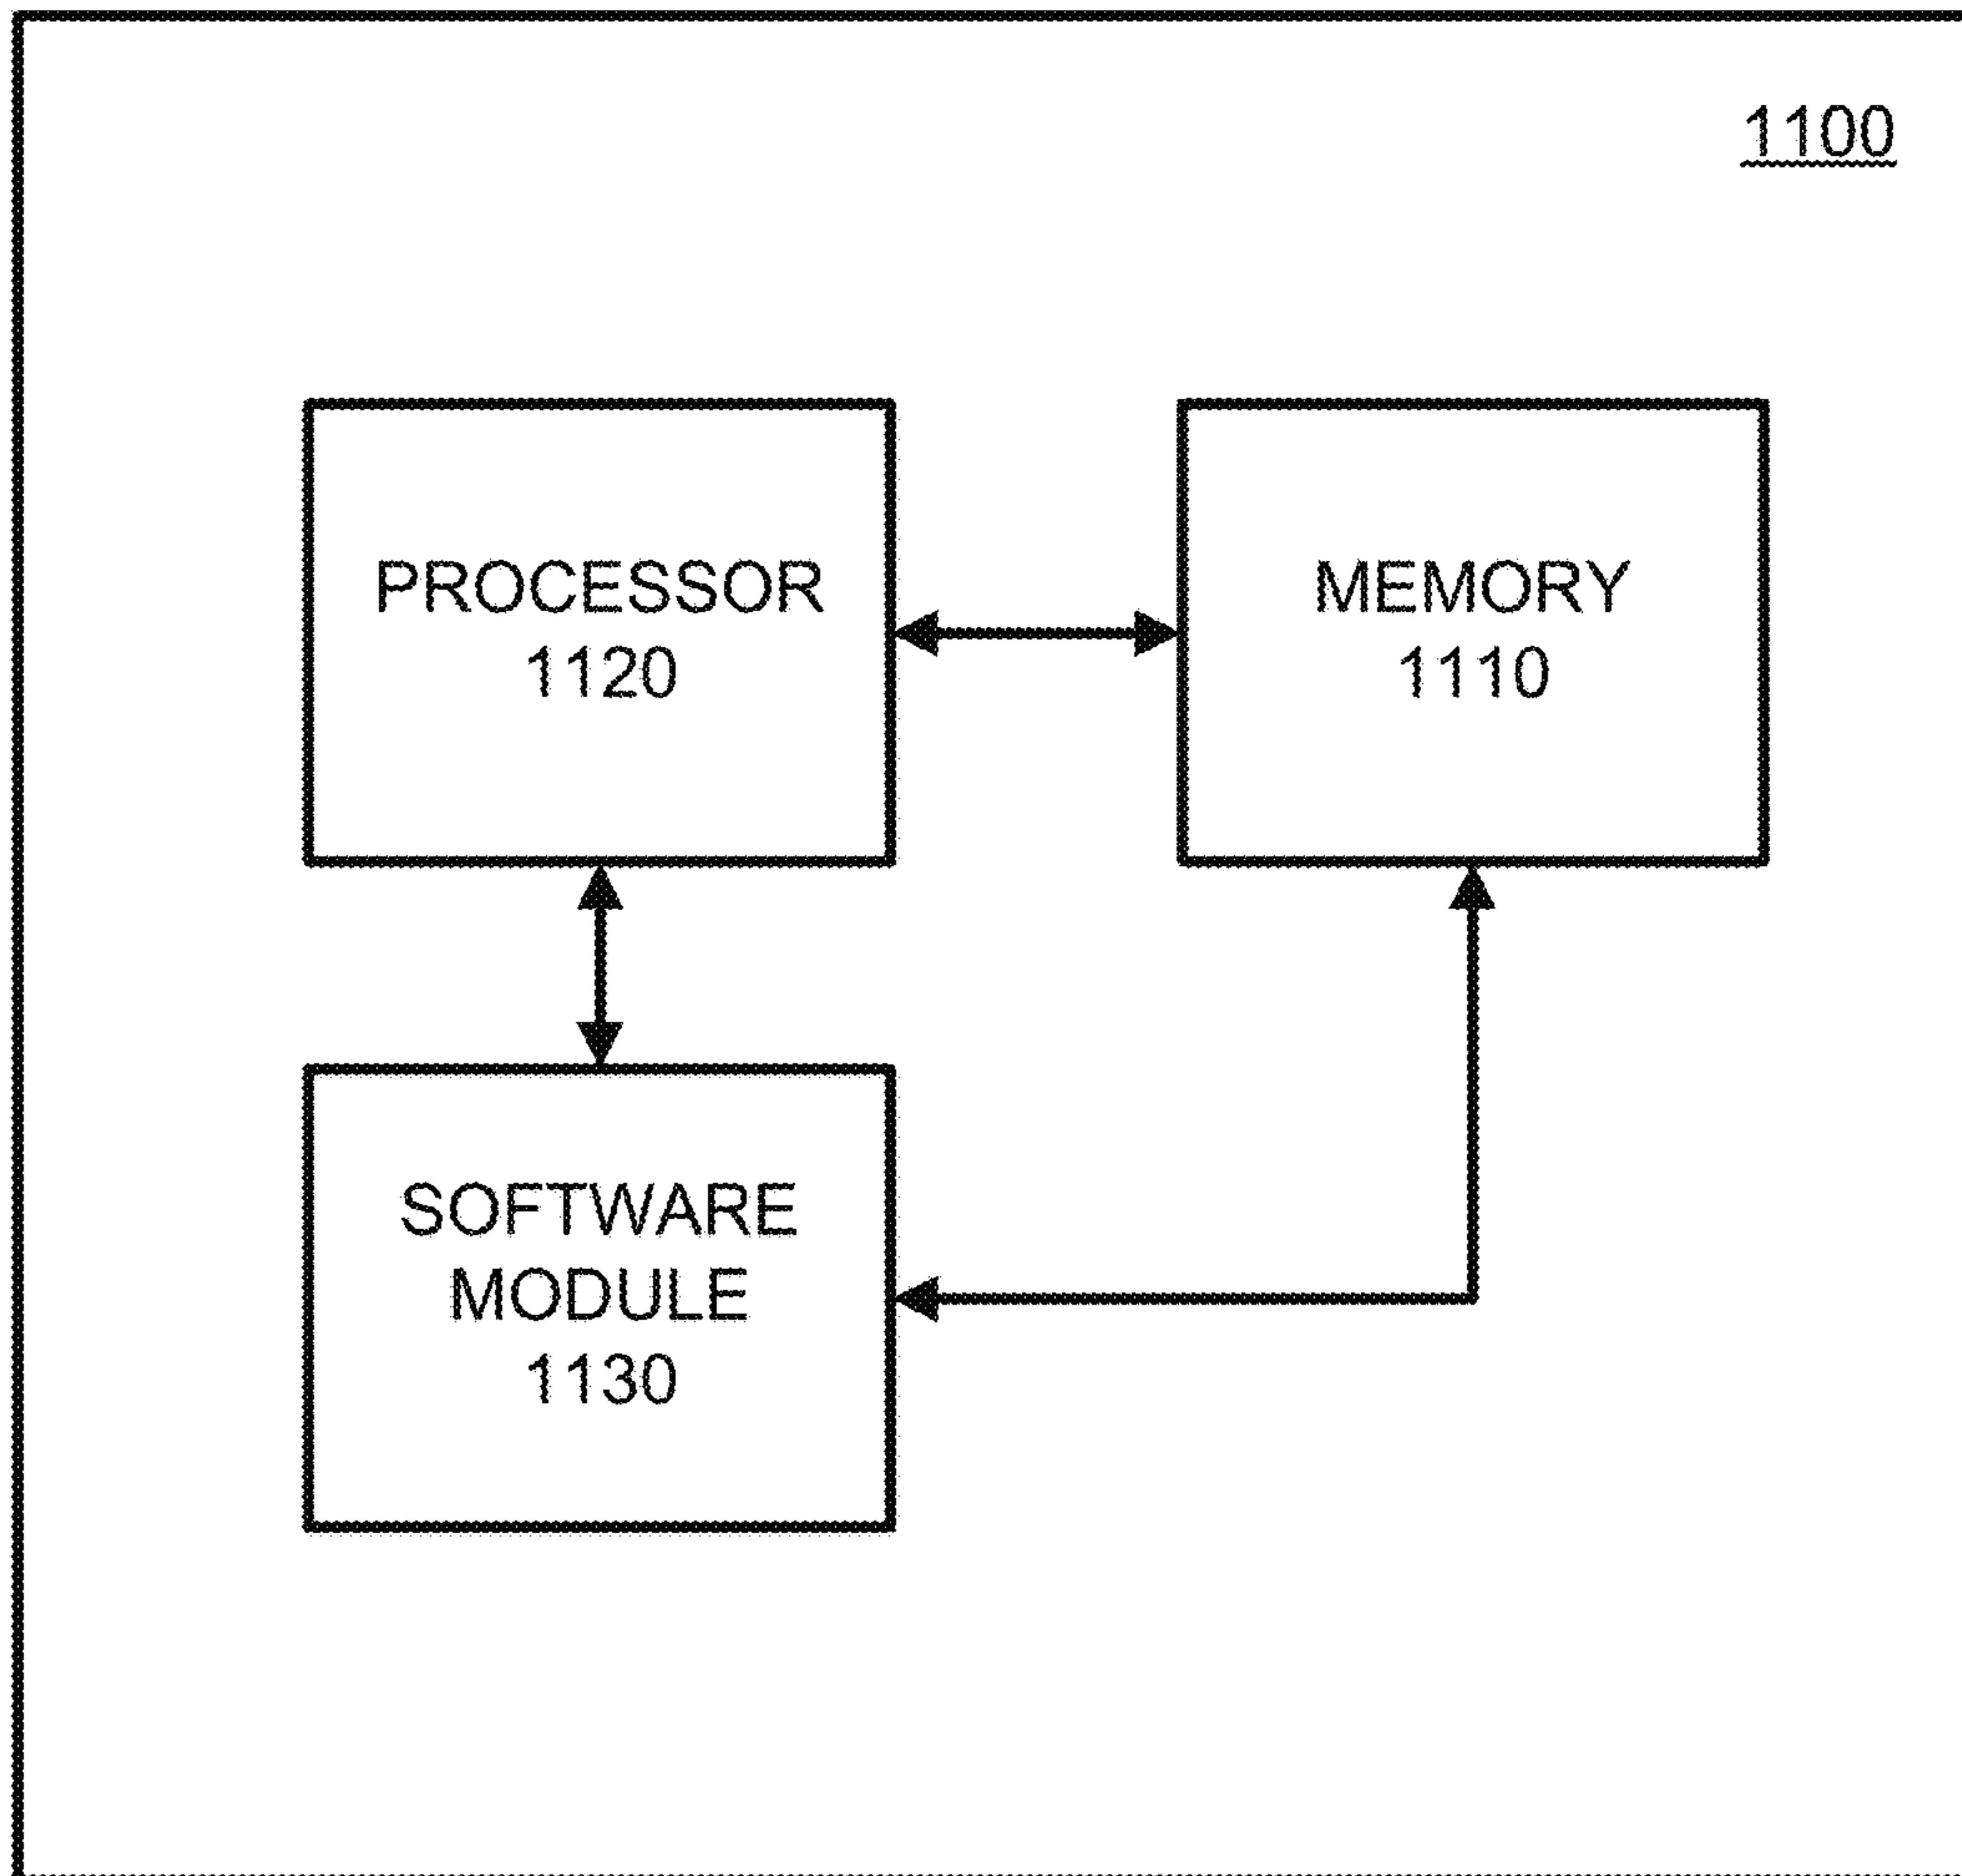 1100
PROCESSOR
1120
MEMORY
1110
SOFTWARE
MODULE
1130